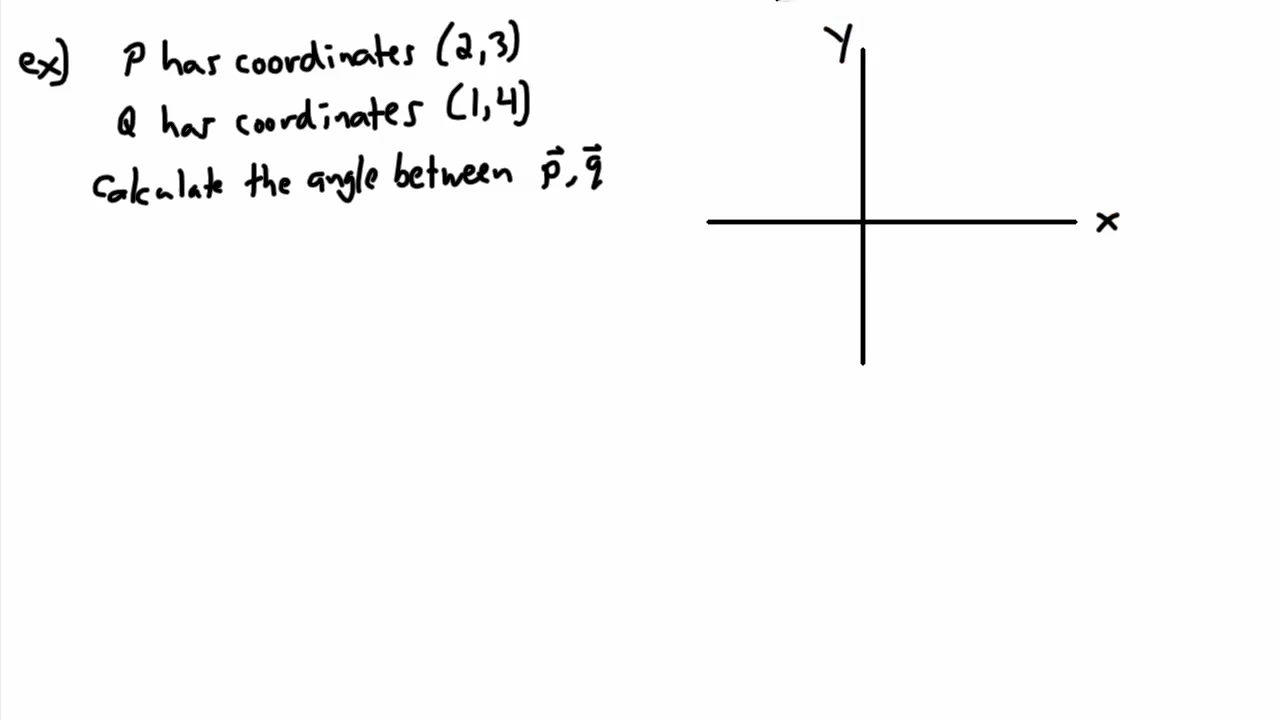 ex) P has coordinates (2,3)
Q has coordinates (1,4)
Calculate the angle between p⃗, q⃗
y
x